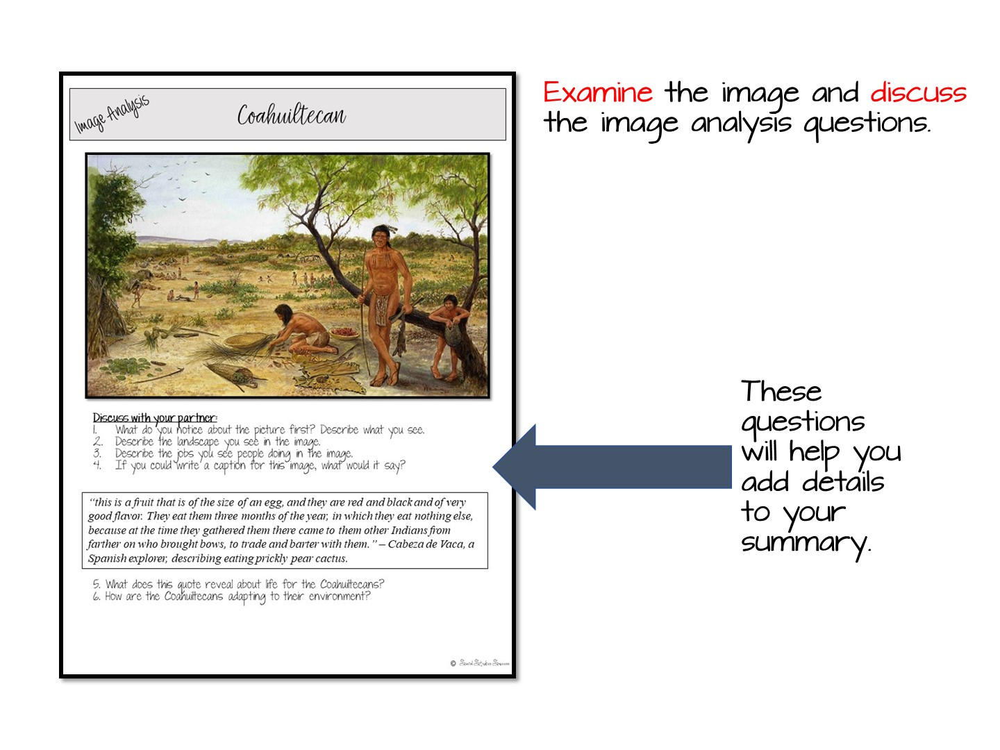 Image Analysis
Coahuiltecan
Discuss with your partner:
1. What do you notice about the picture first? Describe what you see.
2. Describe the landscape you see in the image.
3. Describe the jobs you see people doing in the image.
4. If you could write a caption for this image, what would it say?
“this is a fruit that is of the size of an egg, and they are red and black and of very
good flavor. They eat them three months of the year, in which they eat nothing else,
because at the time they gathered them there came to them other Indians from
farther on who brought bows, to trade and barter with them.” – Cabeza de Vaca, a
Spanish explorer, describing eating prickly pear cactus.
5. What does this quote reveal about life for the Coahuiltecans?
6. How are the Coahuiltecans adapting to their environment?
© Social Studies Success
Examine the image and discuss
the image analysis questions.
These
questions
will help you
add details
to your
summary.